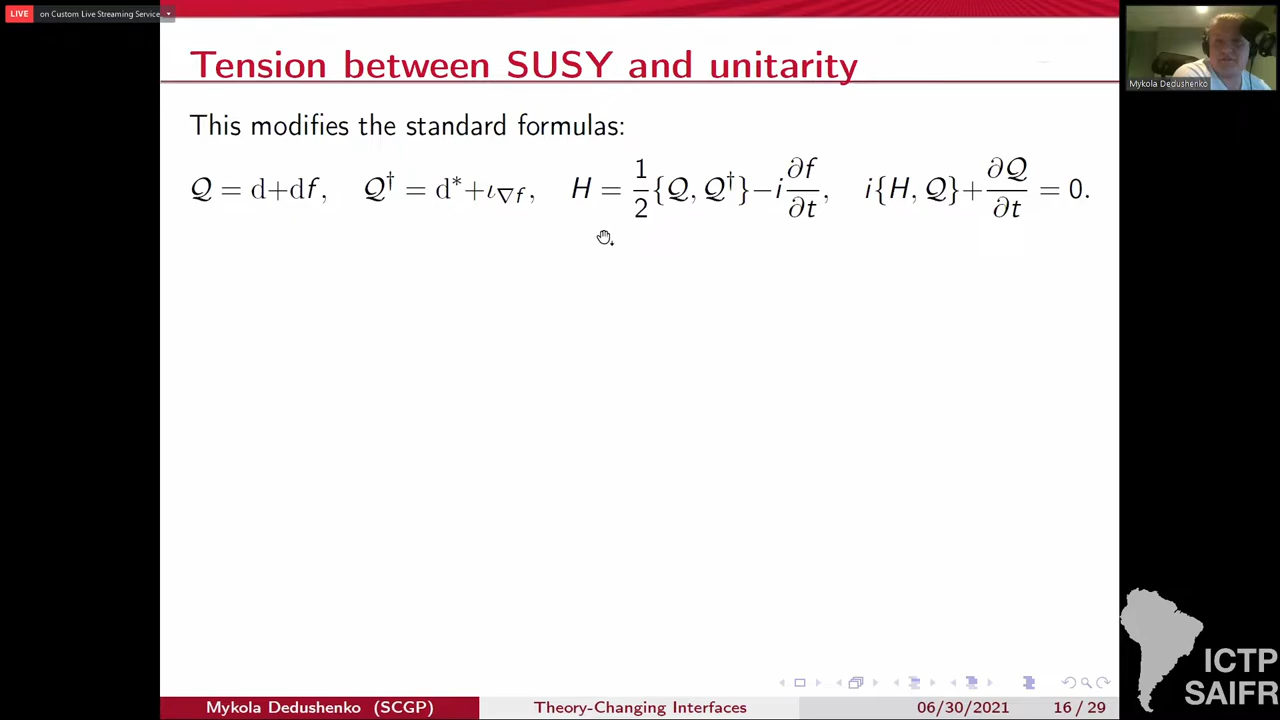 LIVE on Custom Live Streaming Service
Mykola Dedushenko
Tension between SUSY and unitarity
This modifies the standard formulas:
𝒬 = d+df, 𝒬† = d*+ι∇f, H = 1/2{𝒬, 𝒬†}−i ∂f/∂t, i{H, 𝒬}+∂𝒬/∂t = 0.
ICTP
SAIFR
Mykola Dedushenko (SCGP) Theory-Changing Interfaces 06/30/2021 16 / 29